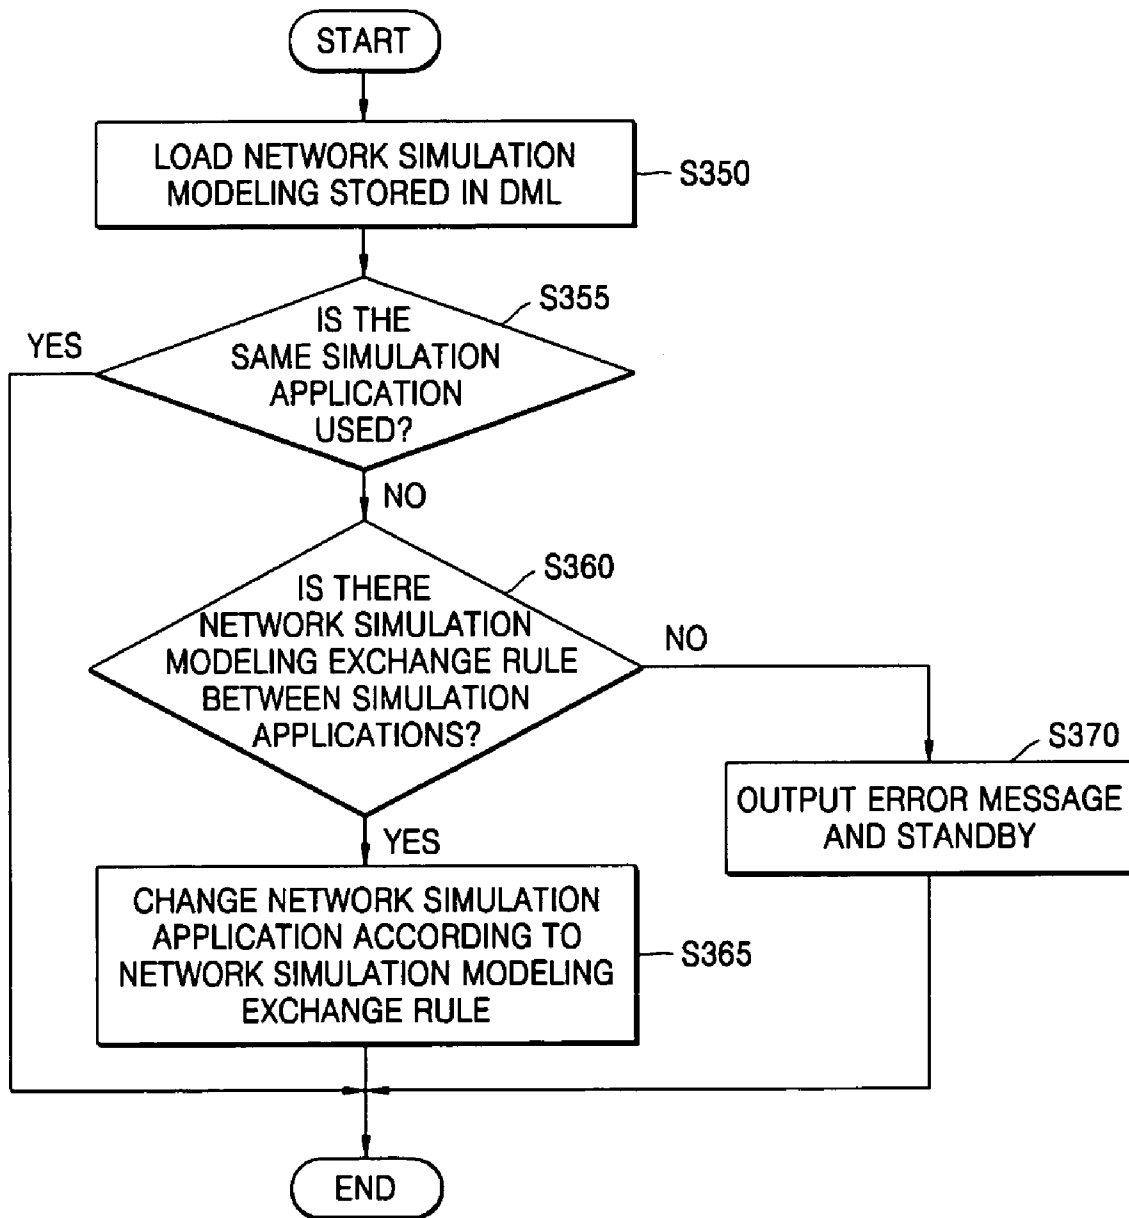 START
LOAD NETWORK SIMULATION
MODELING STORED IN DML
S350
S355
IS THE
SAME SIMULATION
APPLICATION
USED?
YES
NO
S360
IS THERE
NETWORK SIMULATION
MODELING EXCHANGE RULE
BETWEEN SIMULATION
APPLICATIONS?
NO
S370
OUTPUT ERROR MESSAGE
AND STANDBY
YES
CHANGE NETWORK SIMULATION
APPLICATION ACCORDING TO
NETWORK SIMULATION MODELING
EXCHANGE RULE
S365
END